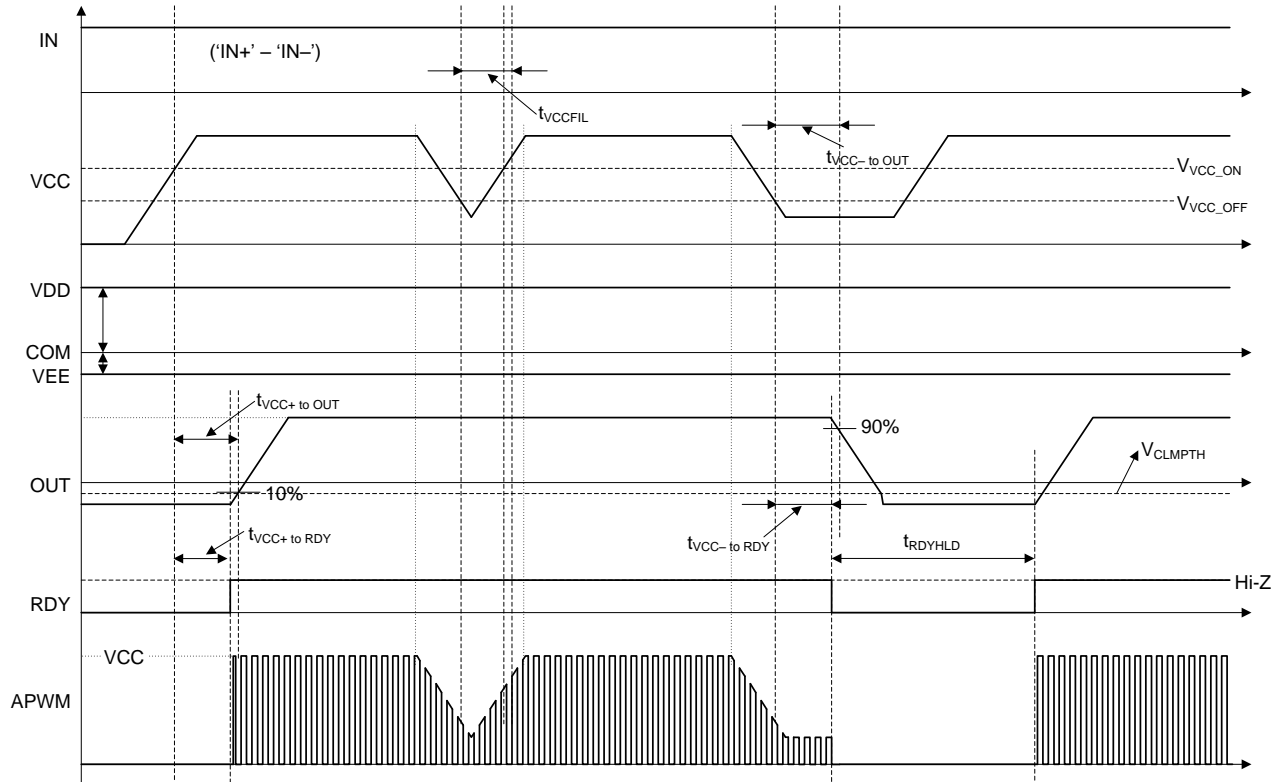 IN
('IN+' – 'IN–')
tVCCFIL
tVCC– to OUT
VCC
VVCC_ON
VVCC_OFF
VDD
COM
VEE
tVCC+ to OUT
90%
VCLMPTH
OUT
10%
tVCC+ to RDY
tVCC– to RDY
tRDYHLD
Hi-Z
RDY
VCC
APWM